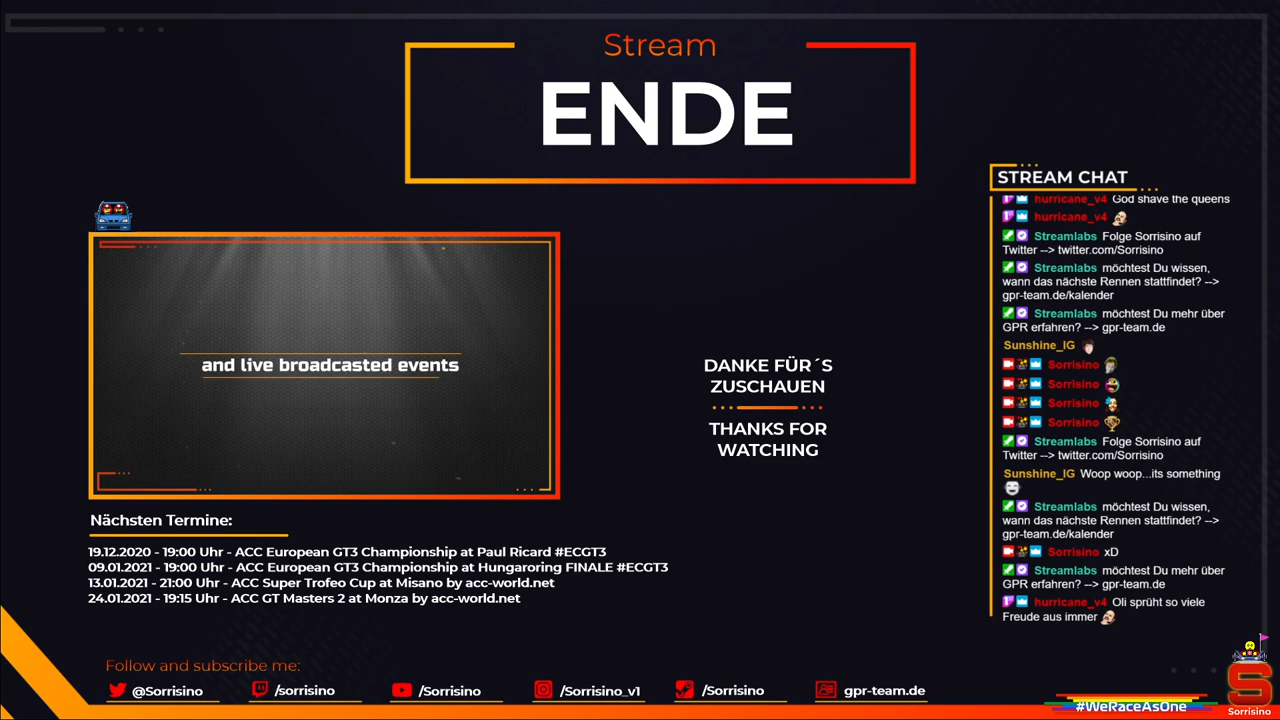 Stream
ENDE
STREAM CHAT
hurricane_v4 God shave the queens
hurricane_v4
Streamlabs Folge Sorrisino auf
Twitter --> twitter.com/Sorrisino
Streamlabs möchtest Du wissen,
wann das nächste Rennen stattfindet? -->
gpr-team.de/kalender
Streamlabs möchtest Du mehr über
GPR erfahren? --> gpr-team.de
Sunshine_IG
Sorrisino
Sorrisino
Sorrisino
Sorrisino
Streamlabs Folge Sorrisino auf
Twitter --> twitter.com/Sorrisino
Sunshine_IG Woop woop...its something
Streamlabs möchtest Du wissen,
wann das nächste Rennen stattfindet? -->
gpr-team.de/kalender
Sorrisino xD
Streamlabs möchtest Du mehr über
GPR erfahren? --> gpr-team.de
hurricane_v4 Oli sprüht so viele
Freude aus immer
and live broadcasted events
DANKE FÜR´S
ZUSCHAUEN
THANKS FOR
WATCHING
Nächsten Termine:
19.12.2020 - 19:00 Uhr - ACC European GT3 Championship at Paul Ricard #ECGT3
09.01.2021 - 19:00 Uhr - ACC European GT3 Championship at Hungaroring FINALE #ECGT3
13.01.2021 - 21:00 Uhr - ACC Super Trofeo Cup at Misano by acc-world.net
24.01.2021 - 19:15 Uhr - ACC GT Masters 2 at Monza by acc-world.net
Follow and subscribe me:
@Sorrisino /sorrisino /Sorrisino /Sorrisino_v1 /Sorrisino gpr-team.de
#WeRaceAsOne
S
Sorrisino